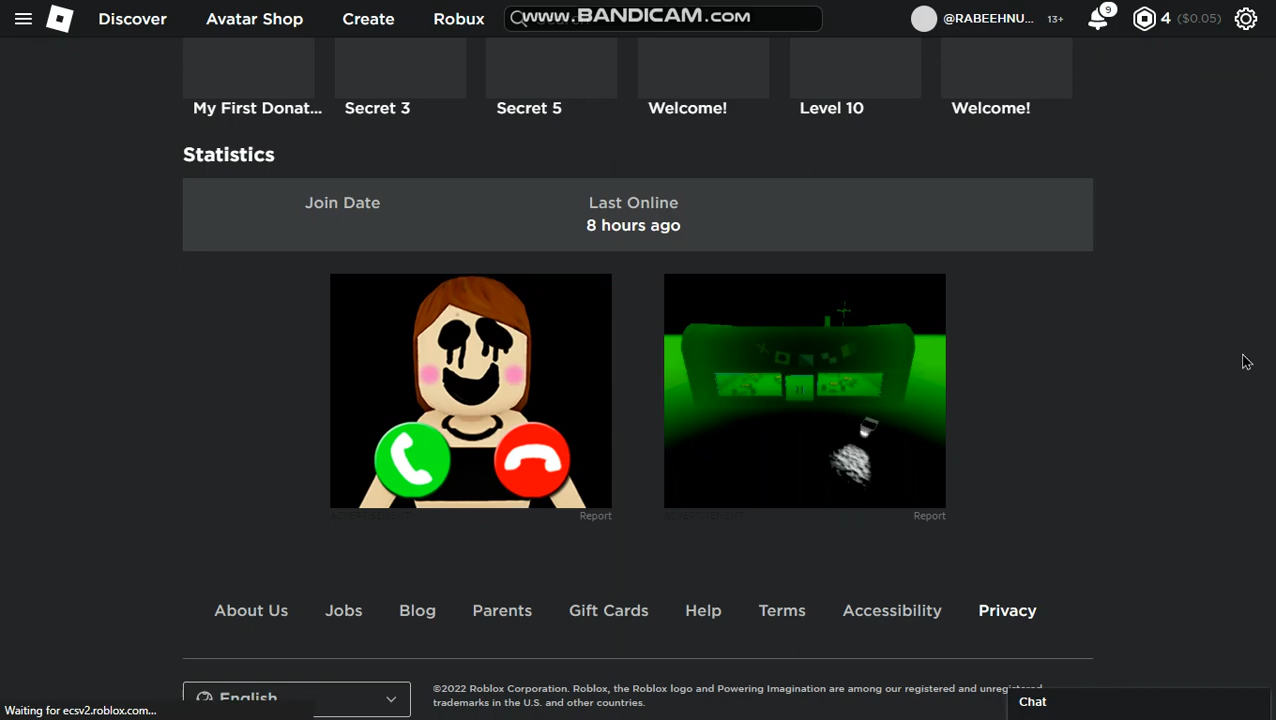 Discover
Avatar Shop
Create
Robux
www.BANDICAM.com
@RABEEHNU...
13+
9
4
($0.05)
My First Donat...
Secret 3
Secret 5
Welcome!
Level 10
Welcome!
Statistics
Join Date
Last Online
8 hours ago
ADVERTISEMENT
Report
ADVERTISEMENT
Report
About Us
Jobs
Blog
Parents
Gift Cards
Help
Terms
Accessibility
Privacy
English
©2022 Roblox Corporation. Roblox, the Roblox logo and Powering Imagination are among our registered and unregistered
trademarks in the U.S. and other countries.
Chat
Waiting for ecsv2.roblox.com...